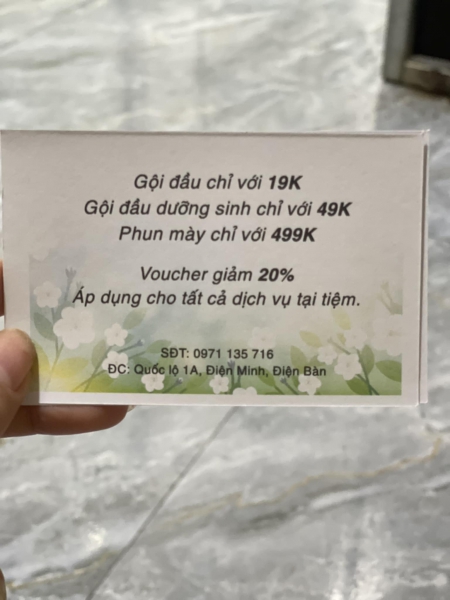 Gội đầu chỉ với 19K
Gội đầu dưỡng sinh chỉ với 49K
Phun mày chỉ với 499K
Voucher giảm 20%
Áp dụng cho tất cả dịch vụ tại tiệm.
SĐT: 0971 135 716
ĐC: Quốc lộ 1A, Điện Minh, Điện Bàn